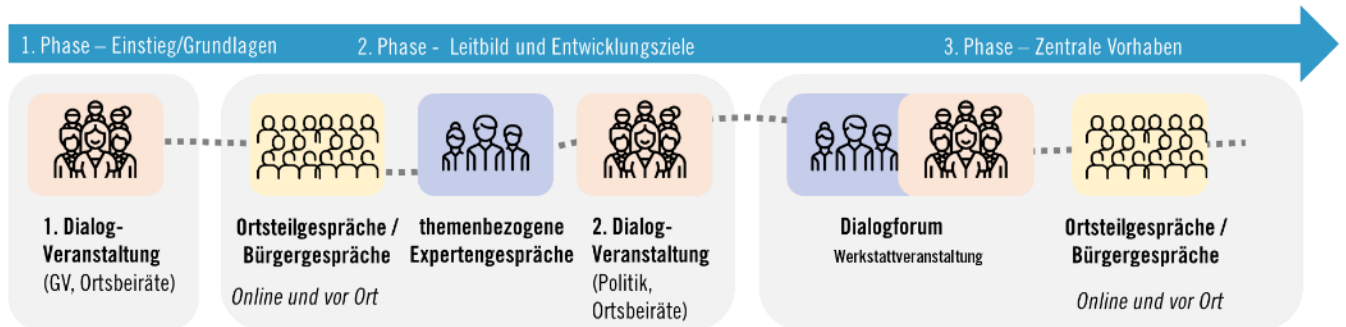 1. Phase – Einstieg/Grundlagen
2. Phase - Leitbild und Entwicklungsziele
3. Phase – Zentrale Vorhaben
1. Dialog-
Veranstaltung
(GV, Ortsbeiräte)
Ortsteilgespräche /
Bürgergespräche
Online und vor Ort
themenbezogene
Expertengespräche
2. Dialog-
Veranstaltung
(Politik,
Ortsbeiräte)
Dialogforum
Werkstattveranstaltung
Ortsteilgespräche /
Bürgergespräche
Online und vor Ort